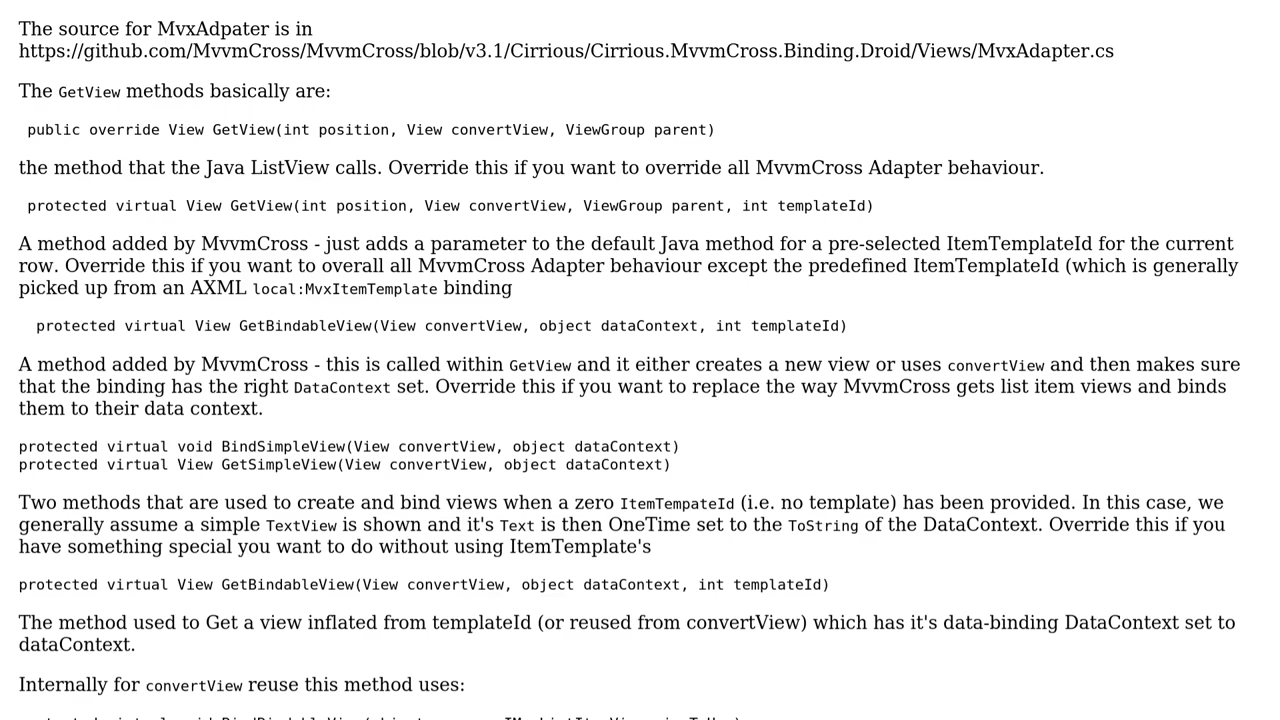 The source for MvxAdpater is in
https://github.com/MvvmCross/MvvmCross/blob/v3.1/Cirrious/Cirrious.MvvmCross.Binding.Droid/Views/MvxAdapter.cs
The GetView methods basically are:
public override View GetView(int position, View convertView, ViewGroup parent)
the method that the Java ListView calls. Override this if you want to override all MvvmCross Adapter behaviour.
protected virtual View GetView(int position, View convertView, ViewGroup parent, int templateId)
A method added by MvvmCross - just adds a parameter to the default Java method for a pre-selected ItemTemplateId for the current
row. Override this if you want to overall all MvvmCross Adapter behaviour except the predefined ItemTemplateId (which is generally
picked up from an AXML local:MvxItemTemplate binding
protected virtual View GetBindableView(View convertView, object dataContext, int templateId)
A method added by MvvmCross - this is called within GetView and it either creates a new view or uses convertView and then makes sure
that the binding has the right DataContext set. Override this if you want to replace the way MvvmCross gets list item views and binds
them to their data context.
protected virtual void BindSimpleView(View convertView, object dataContext)
protected virtual View GetSimpleView(View convertView, object dataContext)
Two methods that are used to create and bind views when a zero ItemTempateId (i.e. no template) has been provided. In this case, we
generally assume a simple TextView is shown and it's Text is then OneTime set to the ToString of the DataContext. Override this if you
have something special you want to do without using ItemTemplate's
protected virtual View GetBindableView(View convertView, object dataContext, int templateId)
The method used to Get a view inflated from templateId (or reused from convertView) which has it's data-binding DataContext set to
dataContext.
Internally for convertView reuse this method uses: